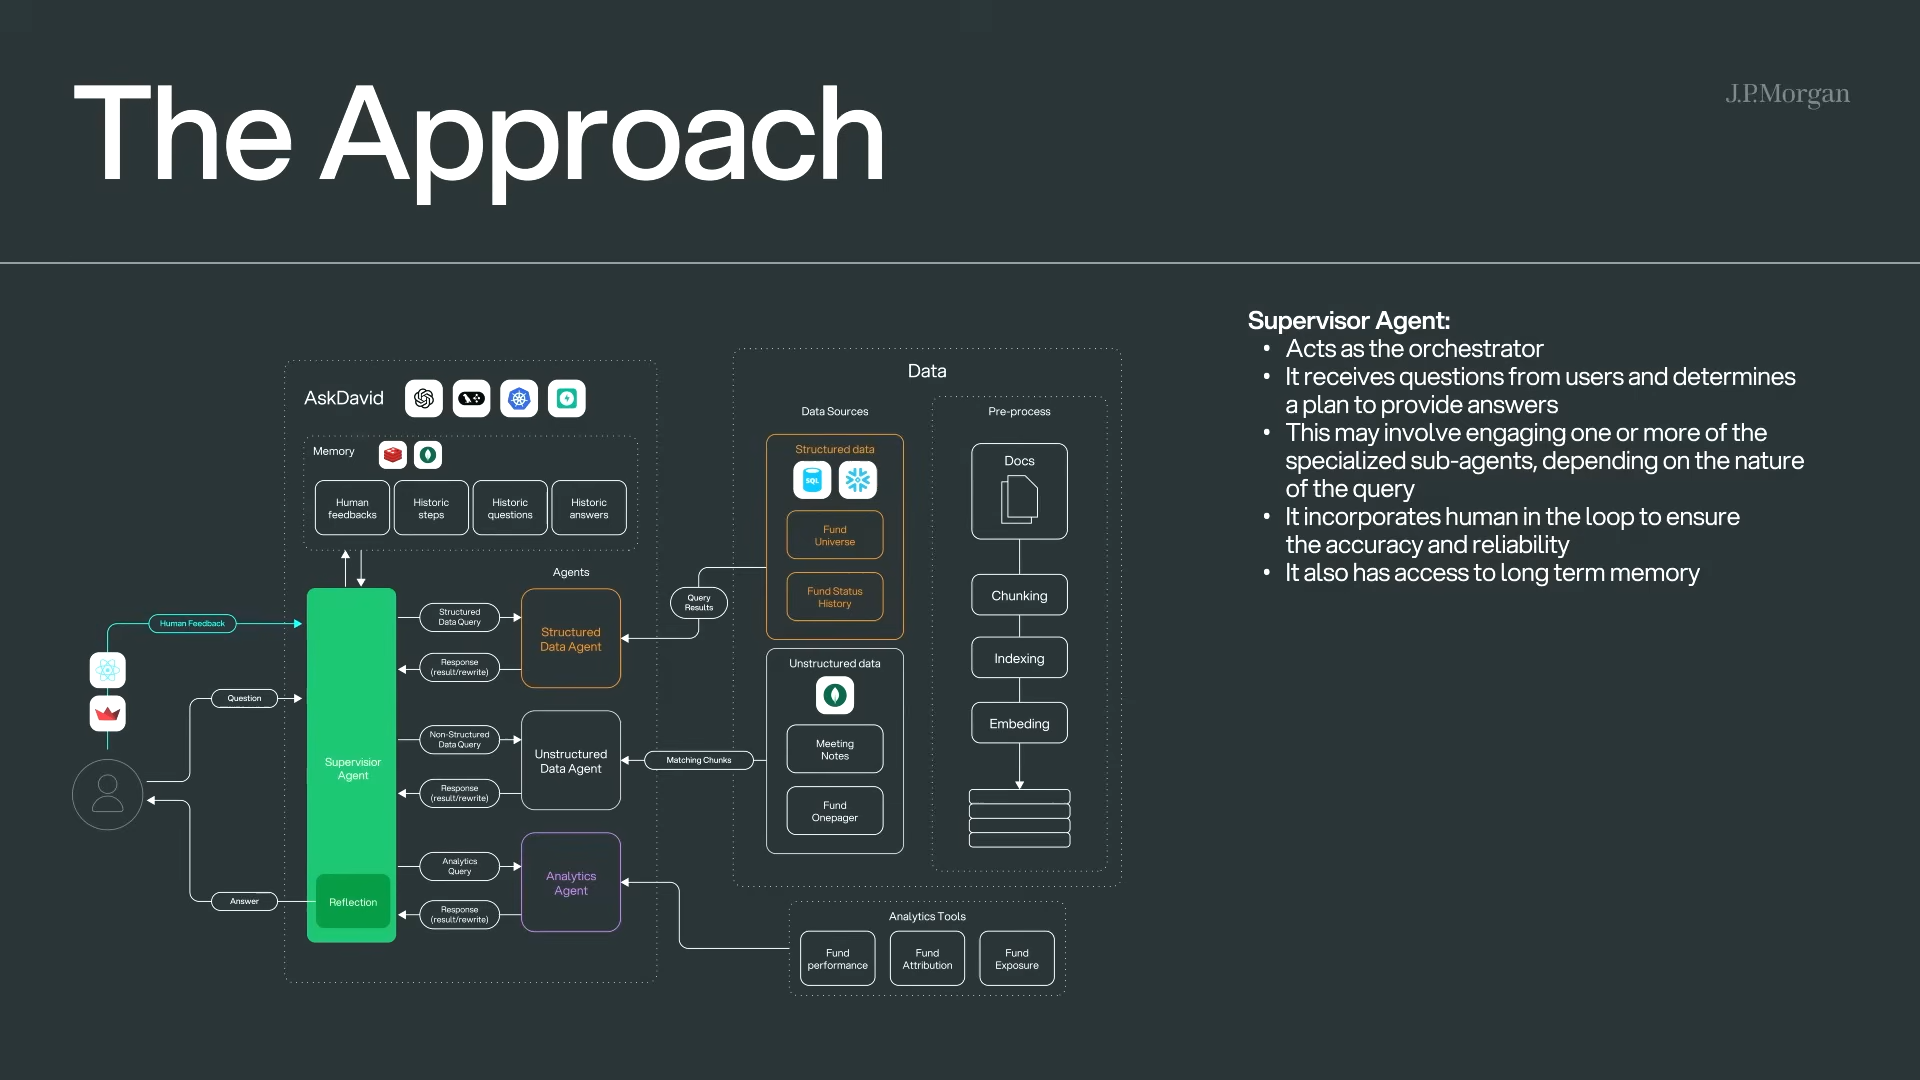 The Approach
J.P.Morgan
AskDavid
Memory
Human
feedbacks
Historic
steps
Historic
questions
Historic
answers
Agents
Human Feedback
Question
Answer
Supervisior
Agent
Reflection
Structured
Data Query
Response
(result/rewrite)
Structured
Data Agent
Non-Structured
Data Query
Response
(result/rewrite)
Unstructured
Data Agent
Analytics
Query
Response
(result/rewrite)
Analytics
Agent
Query
Results
Matching Chunks
Data
Data Sources
Structured data
SQL
Fund
Universe
Fund Status
History
Unstructured data
Meeting
Notes
Fund
Onepager
Pre-process
Docs
Chunking
Indexing
Embeding
Analytics Tools
Fund
performance
Fund
Attribution
Fund
Exposure
Supervisor Agent:
• Acts as the orchestrator
• It receives questions from users and determines
a plan to provide answers
• This may involve engaging one or more of the
specialized sub-agents, depending on the nature
of the query
• It incorporates human in the loop to ensure
the accuracy and reliability
• It also has access to long term memory